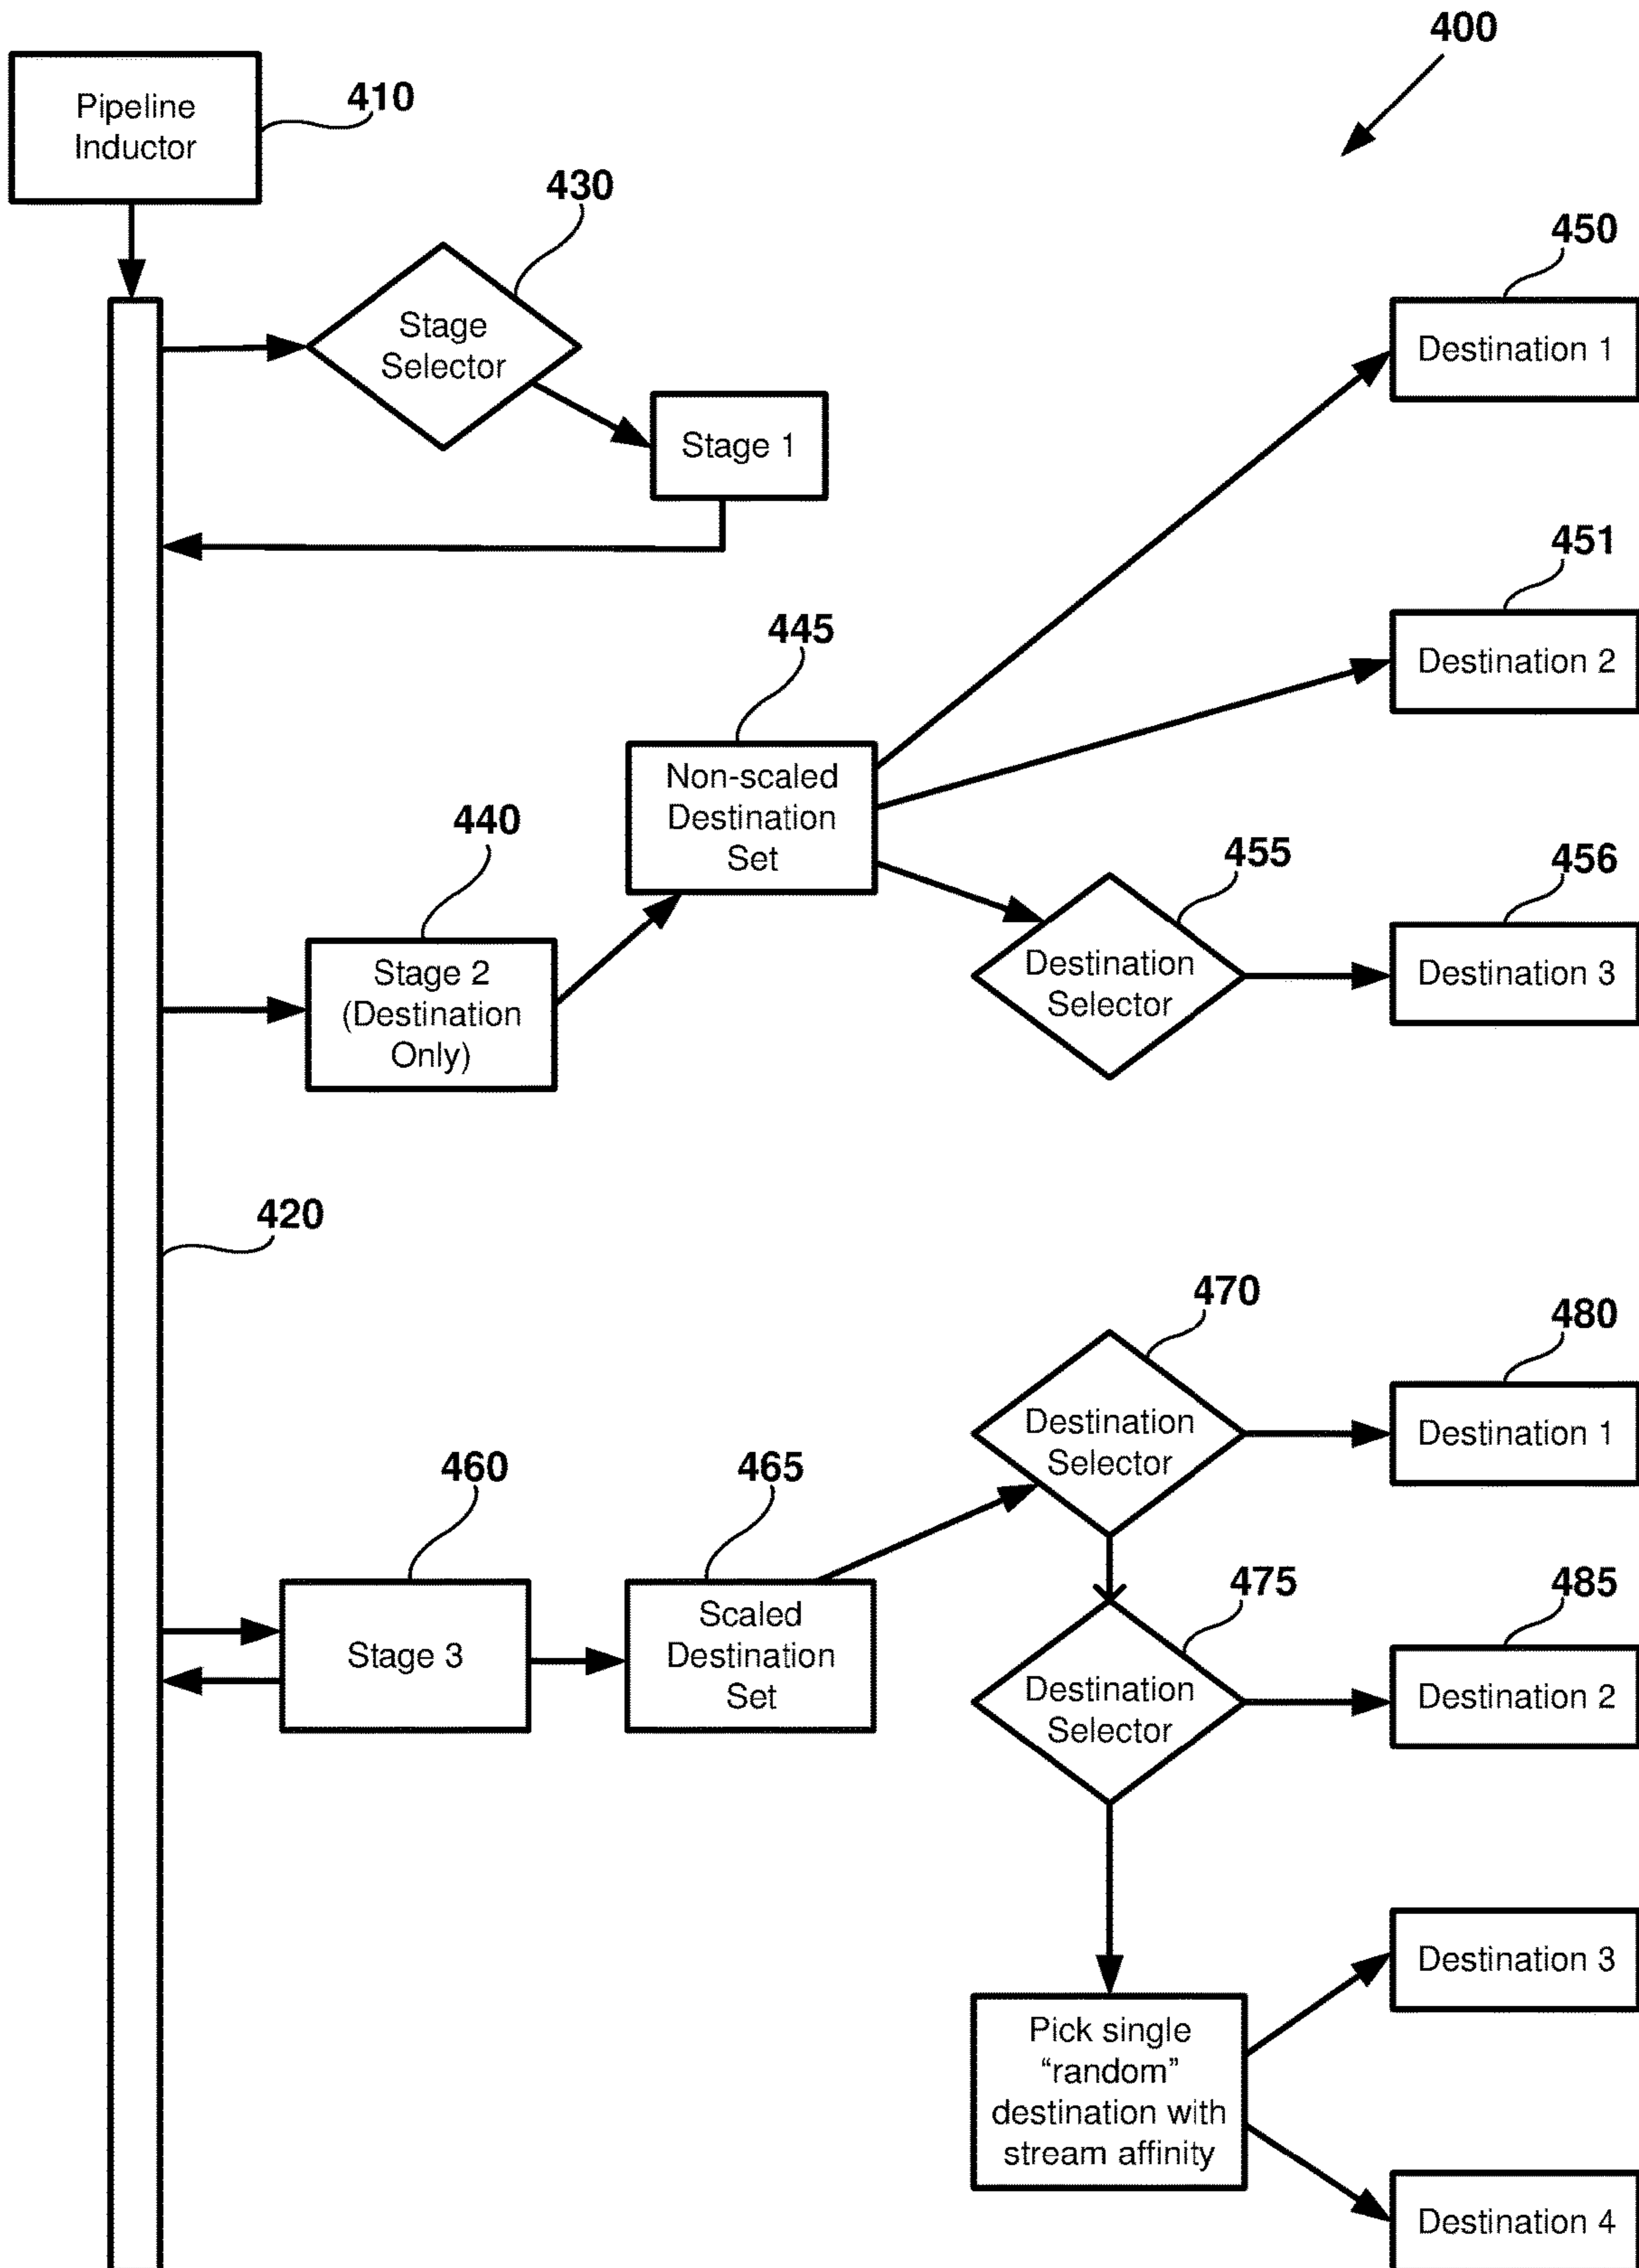 400
Pipeline
Inductor
410
430
Stage
Selector
Stage 1
450
Destination 1
451
Destination 2
445
Non-scaled
Destination
Set
440
Stage 2
(Destination
Only)
455
Destination
Selector
456
Destination 3
420
470
Destination
Selector
480
Destination 1
460
Stage 3
465
Scaled
Destination
Set
475
Destination
Selector
485
Destination 2
Pick single
“random”
destination with
stream affinity
Destination 3
Destination 4